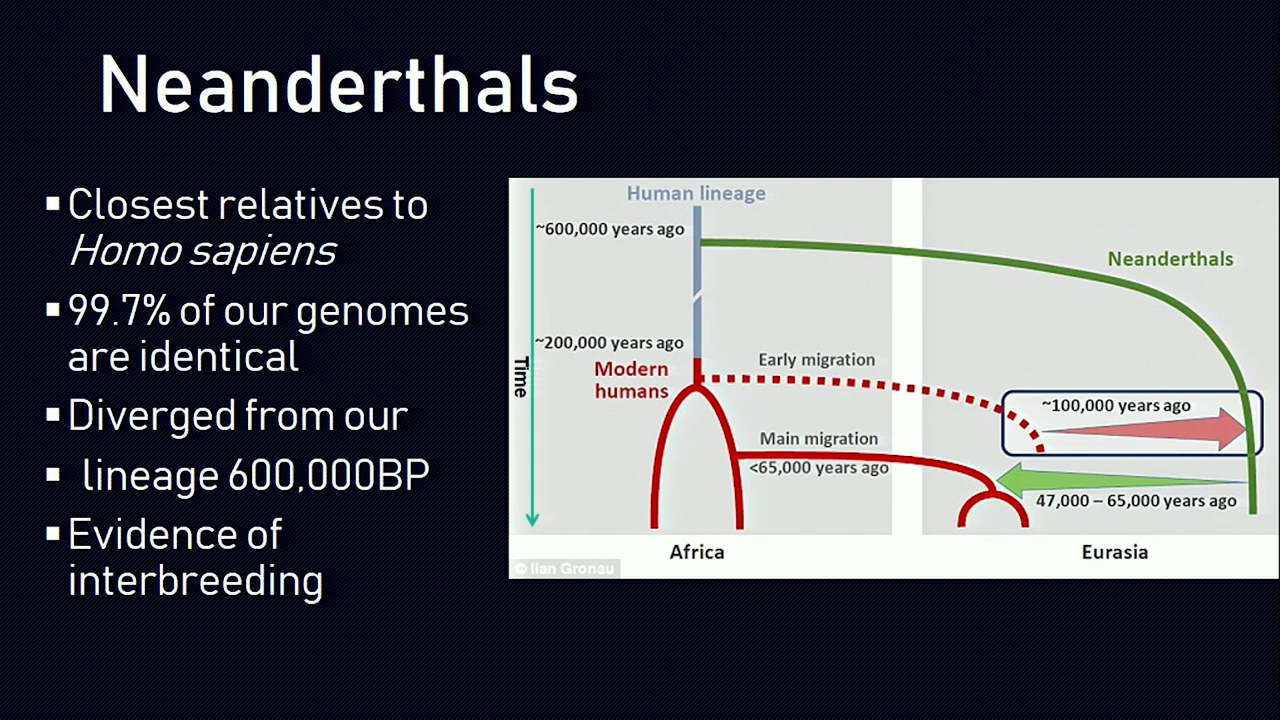 Neanderthals
▪ Closest relatives to
Homo sapiens
▪ 99.7% of our genomes
are identical
▪ Diverged from our
▪ lineage 600,000BP
▪ Evidence of
interbreeding
Human lineage
~600,000 years ago
Neanderthals
~200,000 years ago
Time
Modern
humans
Early migration
~100,000 years ago
Main migration
<65,000 years ago
47,000 – 65,000 years ago
Africa
Eurasia
© Ilan Gronau